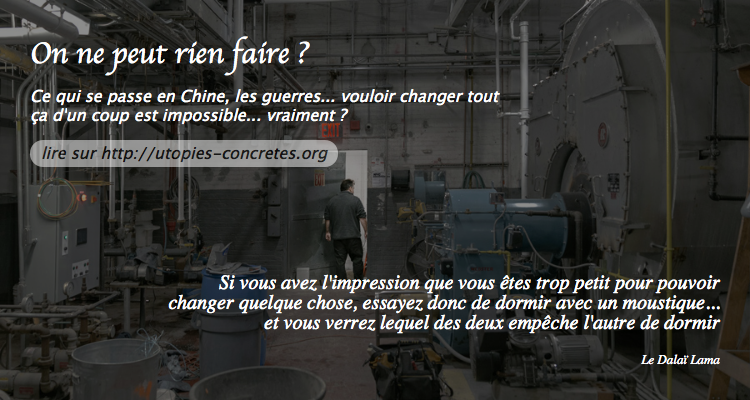 On ne peut rien faire ?
Ce qui se passe en Chine, les guerres... vouloir changer tout
ça d'un coup est impossible... vraiment ?
lire sur http://utopies-concretes.org
EXIT
Si vous avez l'impression que vous êtes trop petit pour pouvoir
changer quelque chose, essayez donc de dormir avec un moustique...
et vous verrez lequel des deux empêche l'autre de dormir
Le Dalaï Lama